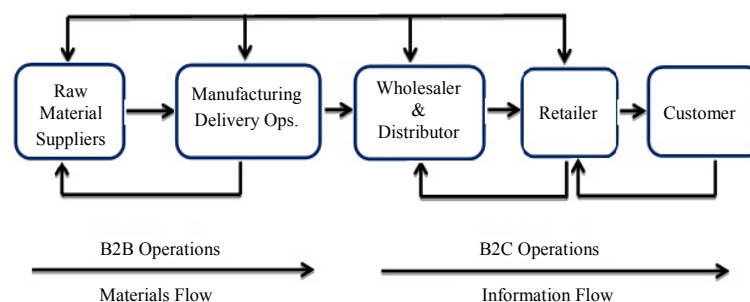 Raw
Material
Suppliers
Manufacturing
Delivery Ops.
Wholesaler
&
Distributor
Retailer
Customer
B2B Operations
B2C Operations
Materials Flow
Information Flow